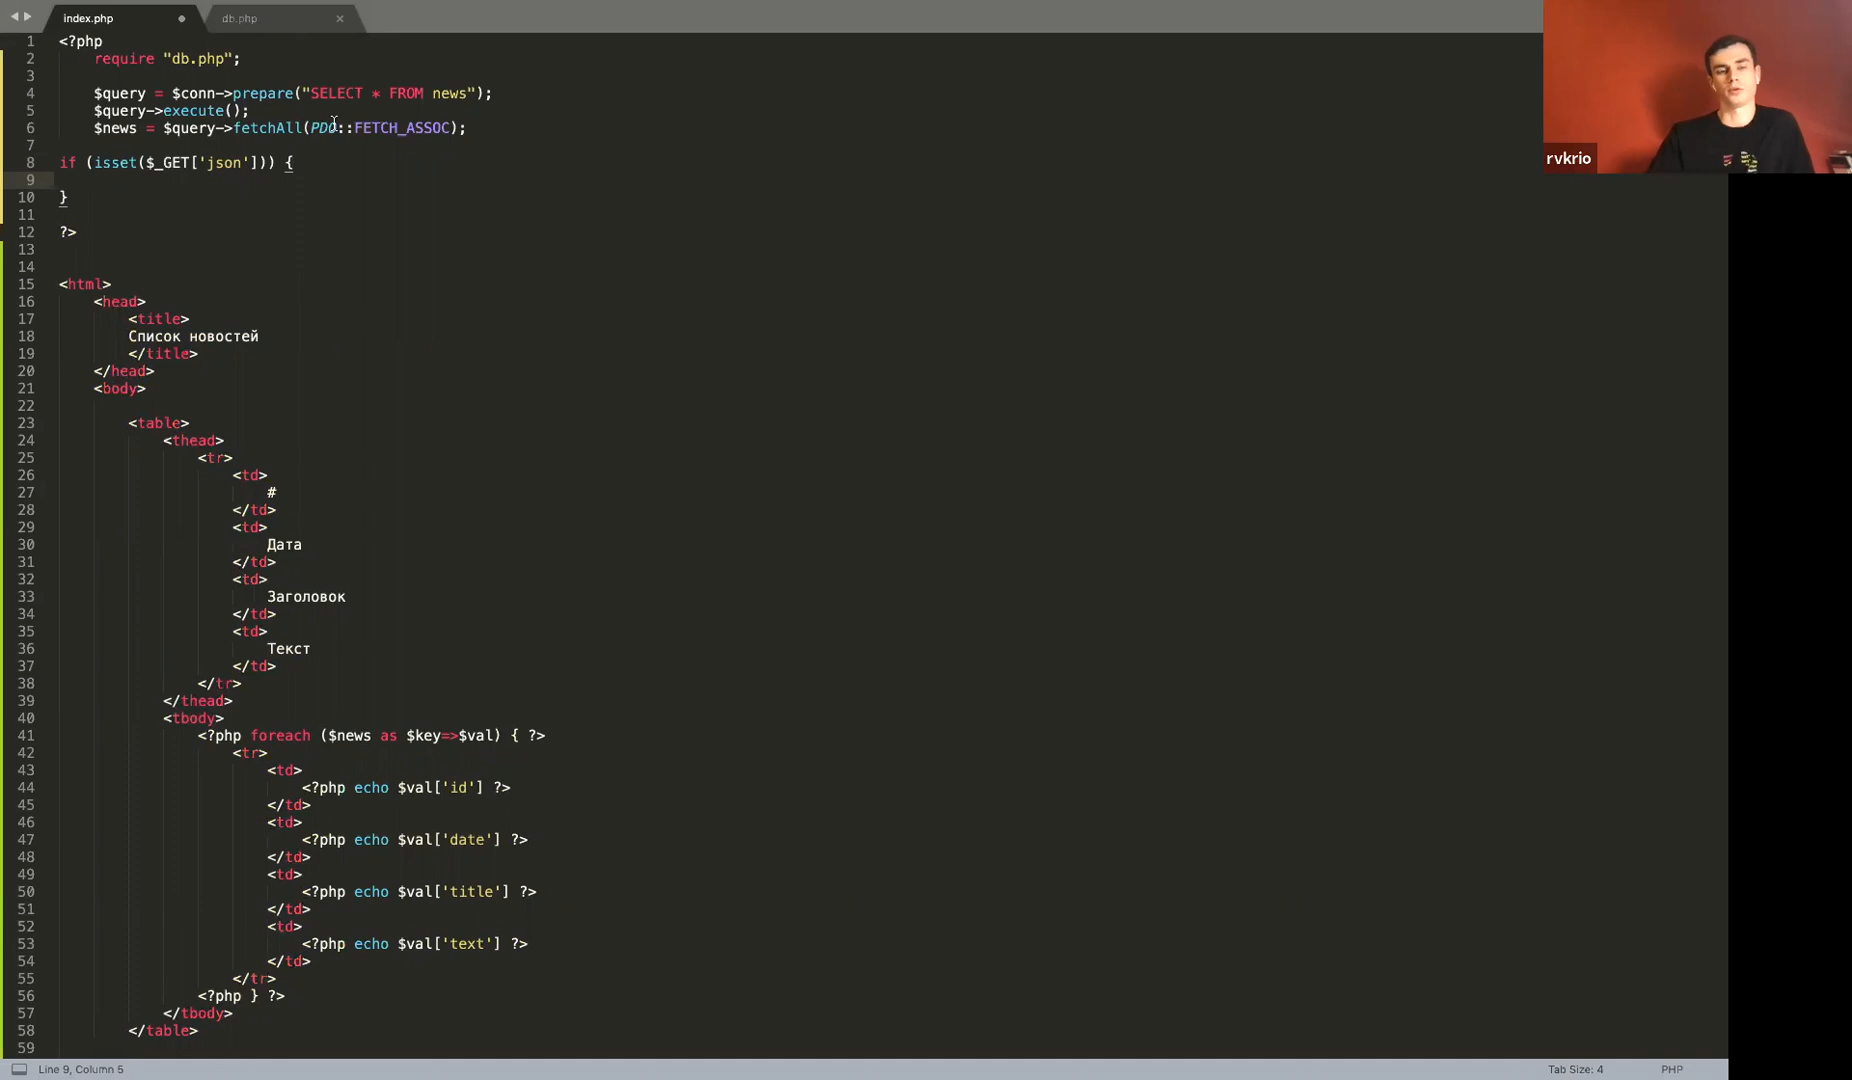 index.php
db.php
1 <?php
2 require "db.php";
3
4 $query = $conn->prepare("SELECT * FROM news");
5 $query->execute();
6 $news = $query->fetchAll(PDO::FETCH_ASSOC);
7
8 if (isset($_GET['json'])) {
9
10 }
11
12 ?>
13
14
15 <html>
16 <head>
17 <title>
18 Список новостей
19 </title>
20 </head>
21 <body>
22
23 <table>
24 <thead>
25 <tr>
26 <td>
27 #
28 </td>
29 <td>
30 Дата
31 </td>
32 <td>
33 Заголовок
34 </td>
35 <td>
36 Текст
37 </td>
38 </tr>
39 </thead>
40 <tbody>
41 <?php foreach ($news as $key=>$val) { ?>
42 <tr>
43 <td>
44 <?php echo $val['id'] ?>
45 </td>
46 <td>
47 <?php echo $val['date'] ?>
48 </td>
49 <td>
50 <?php echo $val['title'] ?>
51 </td>
52 <td>
53 <?php echo $val['text'] ?>
54 </td>
55 </tr>
56 <?php } ?>
57 </tbody>
58 </table>
59
rvkrio
Line 9, Column 5
Tab Size: 4
PHP